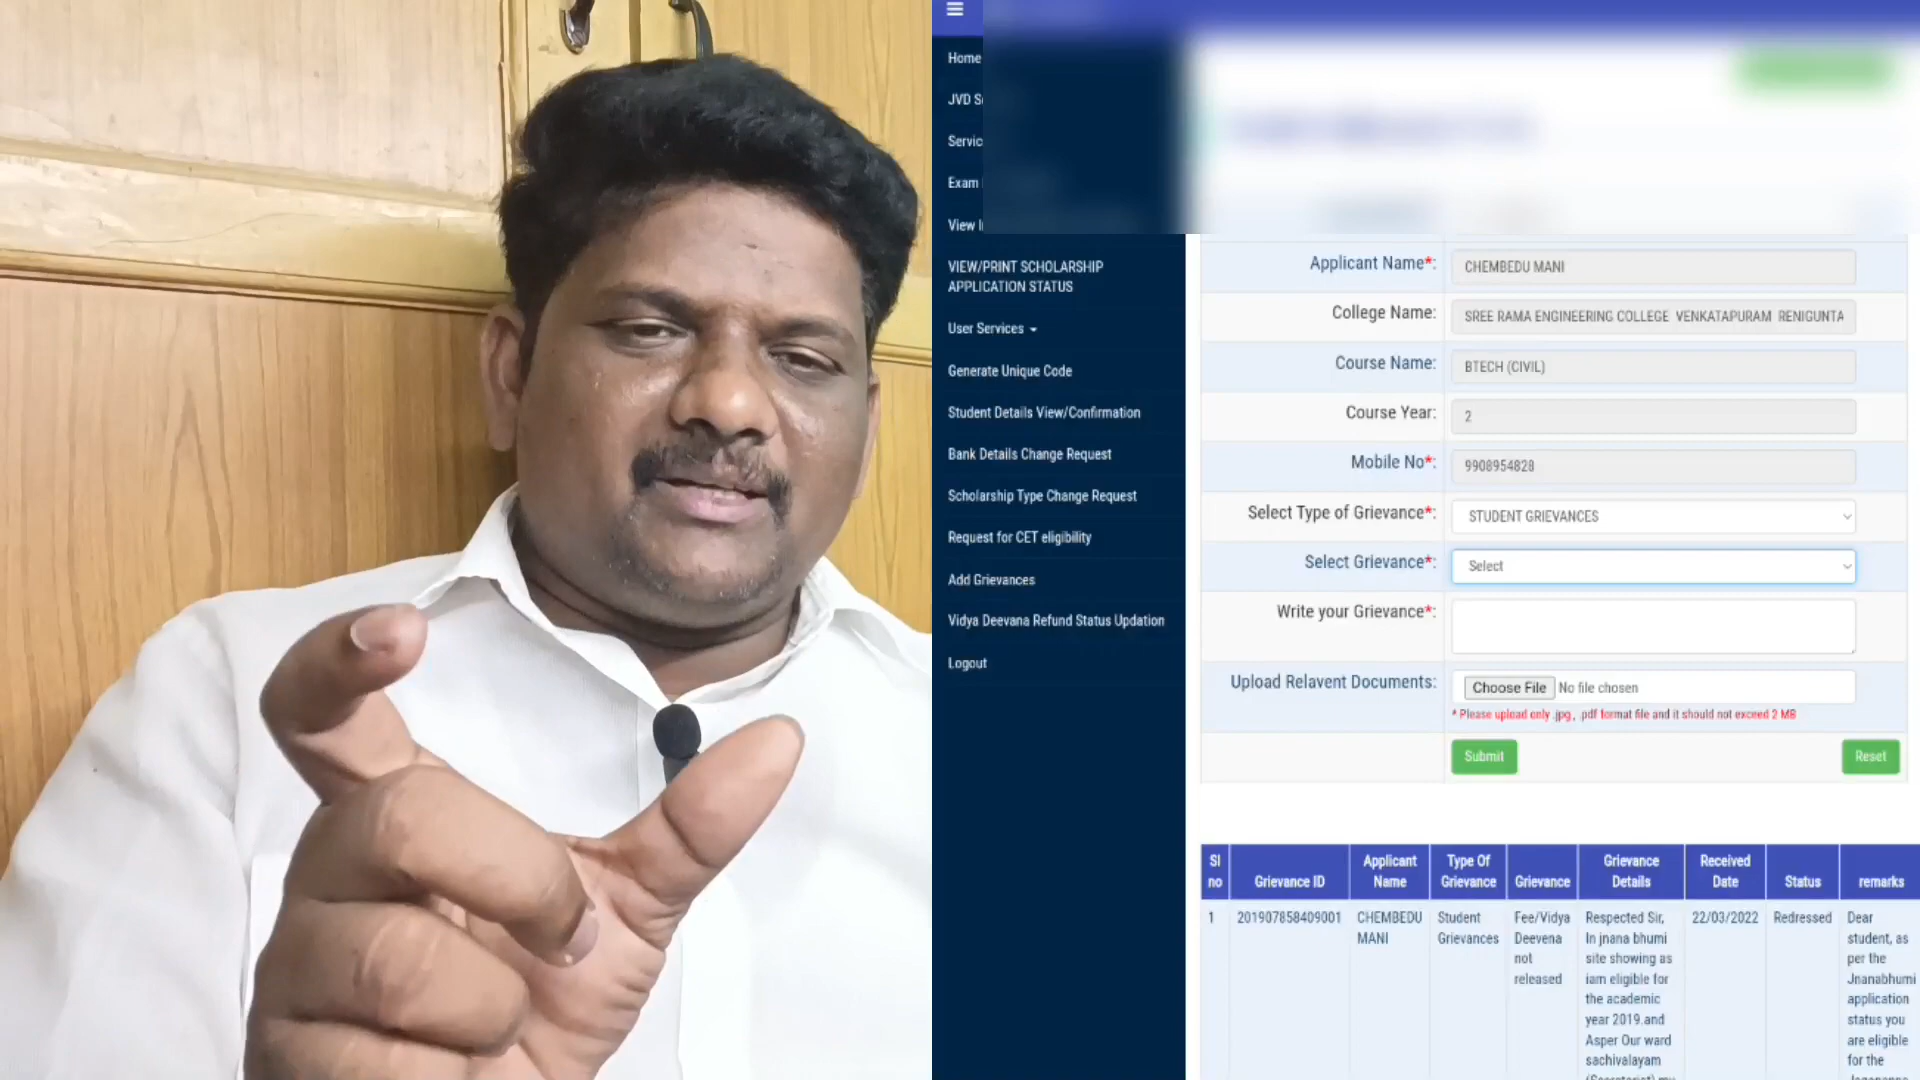 Home
JVD S
Servic
Exam
View I
VIEW/PRINT SCHOLARSHIP
APPLICATION STATUS
User Services
Generate Unique Code
Student Details View/Confirmation
Bank Details Change Request
Scholarship Type Change Request
Request for CET eligibility
Add Grievances
Vidya Deevana Refund Status Updation
Logout
Applicant Name*: CHEMBEDU MANI
College Name: SREE RAMA ENGINEERING COLLEGE VENKATAPURAM RENIGUNTA
Course Name: BTECH (CIVIL)
Course Year: 2
Mobile No*: 9908954828
Select Type of Grievance*: STUDENT GRIEVANCES
Select Grievance*: Select
Write your Grievance*:
Upload Relavent Documents: Choose File No file chosen
* Please upload only .jpg , .pdf format file and it should not exceed 2 MB
Submit Reset
Sl no Grievance ID Applicant Name Type Of Grievance Grievance Grievance Details Received Date Status remarks
1 201907858409001 CHEMBEDU Student Fee/Vidya Respected Sir, 22/03/2022 Redressed Dear
MANI Grievances Deevena In jnana bhumi student, as
not site showing as per the
released iam eligible for Jnanabhumi
the academic application
year 2019.and status you
Asper Our ward are eligible
sachivalayam for the